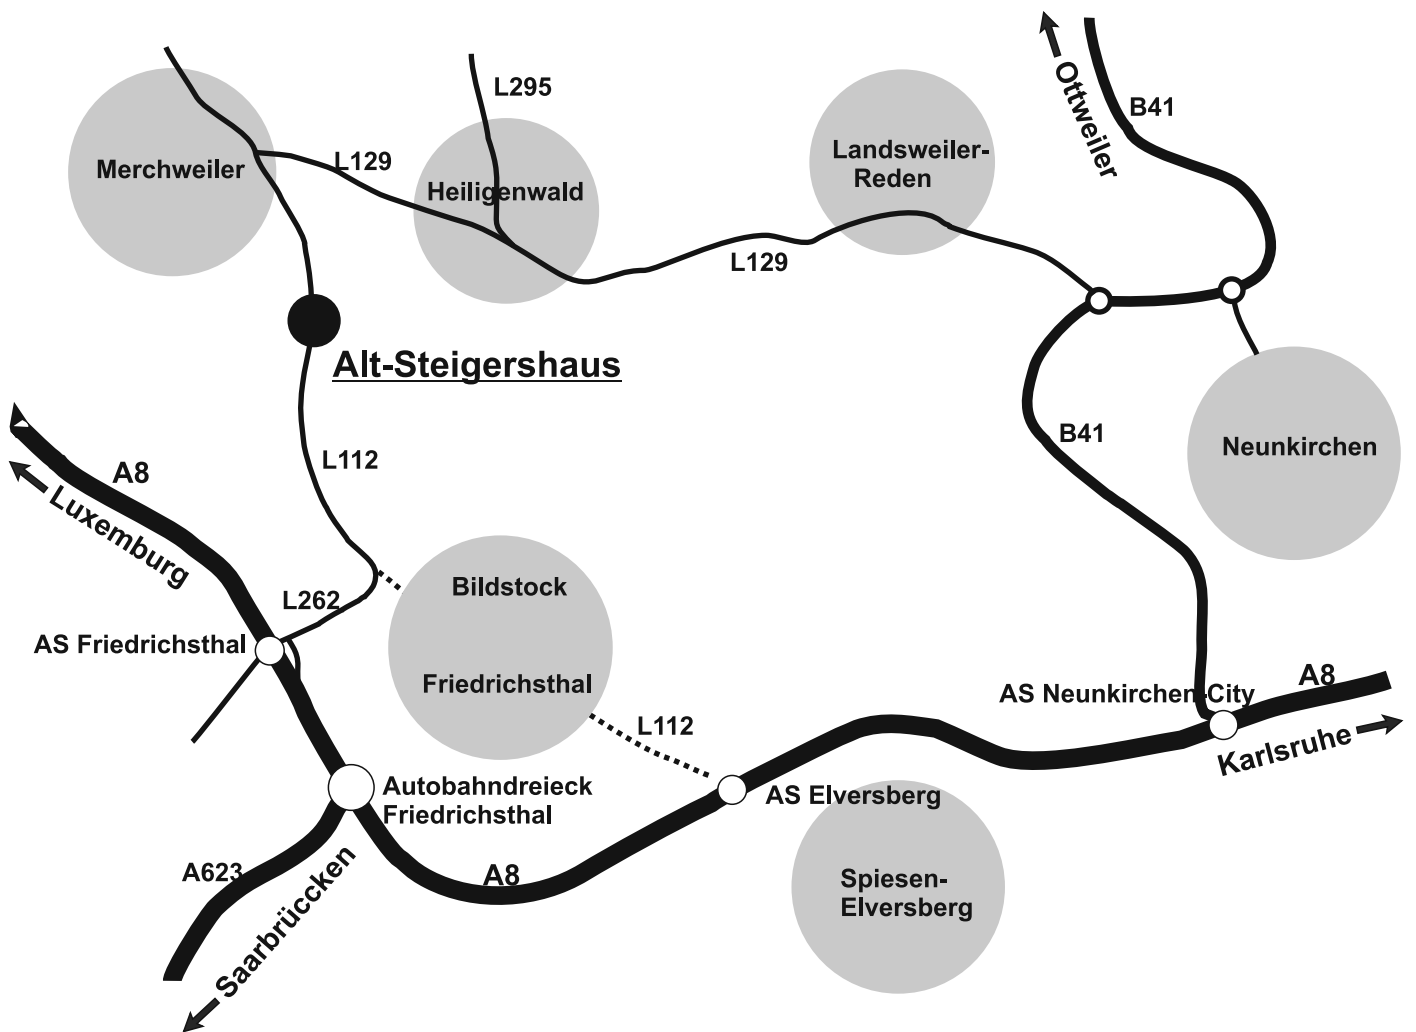 L295
Ottweiler
B41
Merchweiler
L129
Heiligenwald
Landsweiler-
Reden
L129
Alt-Steigershaus
B41
Neunkirchen
L112
A8
Luxemburg
Bildstock
L262
AS Friedrichsthal
Friedrichsthal
AS Neunkirchen-City
A8
L112
Karlsruhe
Autobahndreieck
Friedrichsthal
AS Elversberg
A623
A8
Saarbrüccken
Spiesen-
Elversberg